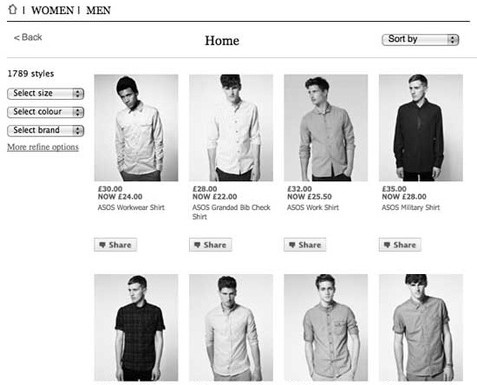 | WOMEN | MEN
< Back
Home
Sort by
1789 styles
Select size
Select colour
Select brand
More refine options
£30.00
NOW £24.00
ASOS Workwear Shirt
Share
£28.00
NOW £22.00
ASOS Grandad Bib Check
Shirt
Share
£32.00
NOW £25.50
ASOS Work Shirt
Share
£35.00
NOW £28.00
ASOS Military Shirt
Share